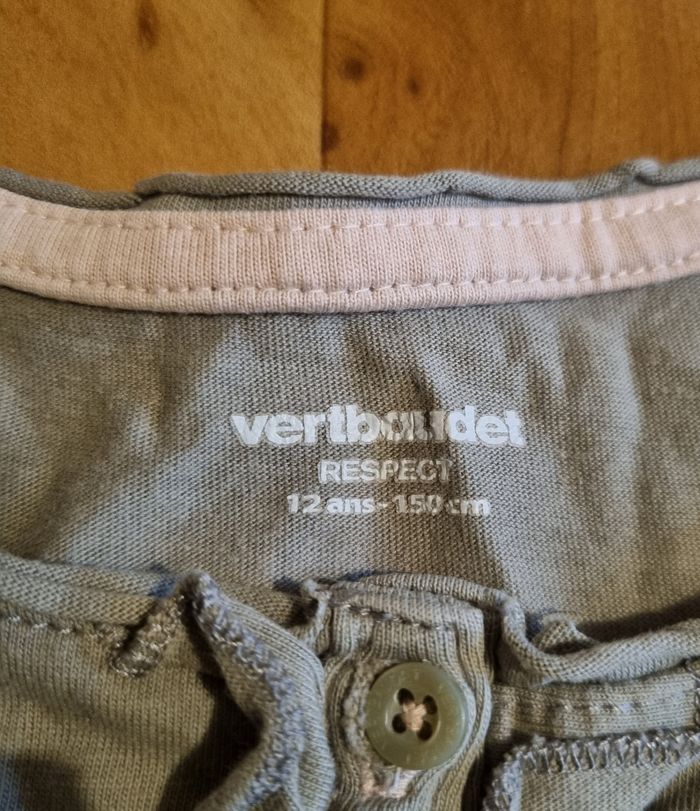 vertbaudet
RESPECT
12 ans - 150 cm